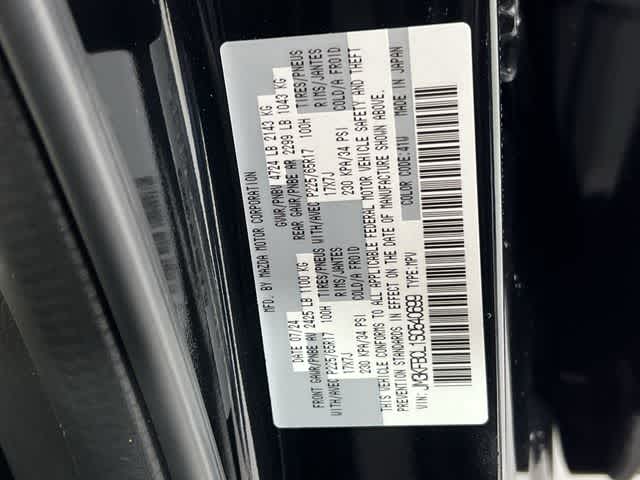 MFD. BY MAZDA MOTOR CORPORATION
DATE 07/24 GVWR/PNBV 4724 LB 2143 KG
FRONT GAWR/PNBE AV 2425 LB 1100 KG REAR GAWR/PNBE AR 2299 LB 1043 KG
TIRES/PNEUS TIRES/PNEUS
WITH/AVEC P225/65R17 100H RIMS/JANTES WITH/AVEC P225/65R17 100H RIMS/JANTES
17X7J COLD/A FROID 17X7J COLD/A FROID
230 KPA/34 PSI 230 KPA/34 PSI
THIS VEHICLE CONFORMS TO ALL APPLICABLE FEDERAL MOTOR VEHICLE SAFETY AND THEFT
PREVENTION STANDARDS IN EFFECT ON THE DATE OF MANUFACTURE SHOWN ABOVE.
COLOR CODE:41W MADE IN JAPAN
VIN: JM3KFBCL1S0540699 TYPE:MPV